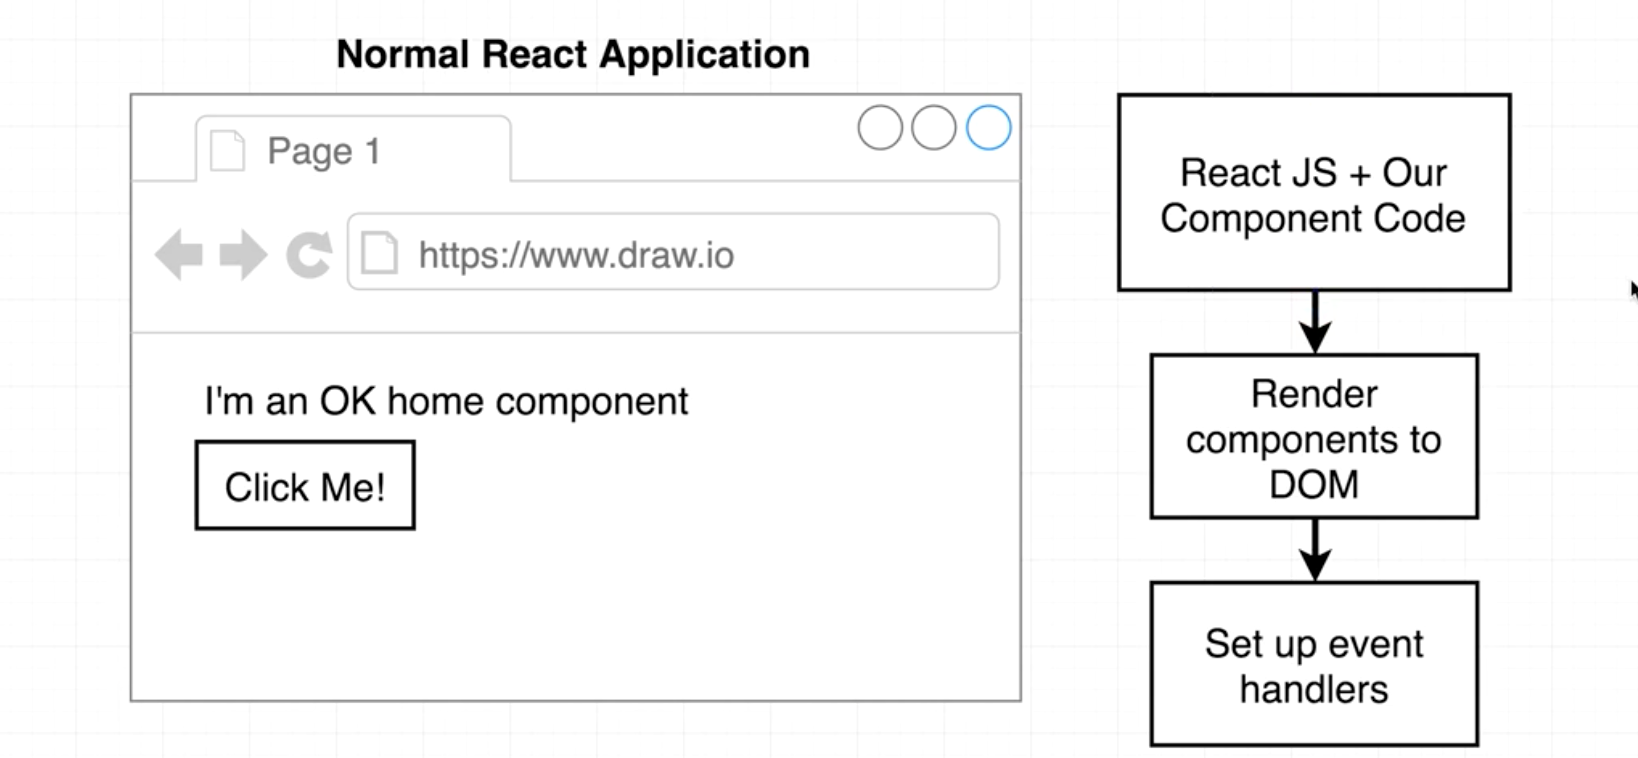 Normal React Application
Page 1
https://www.draw.io
I'm an OK home component
Click Me!
React JS + Our
Component Code
Render
components to
DOM
Set up event
handlers